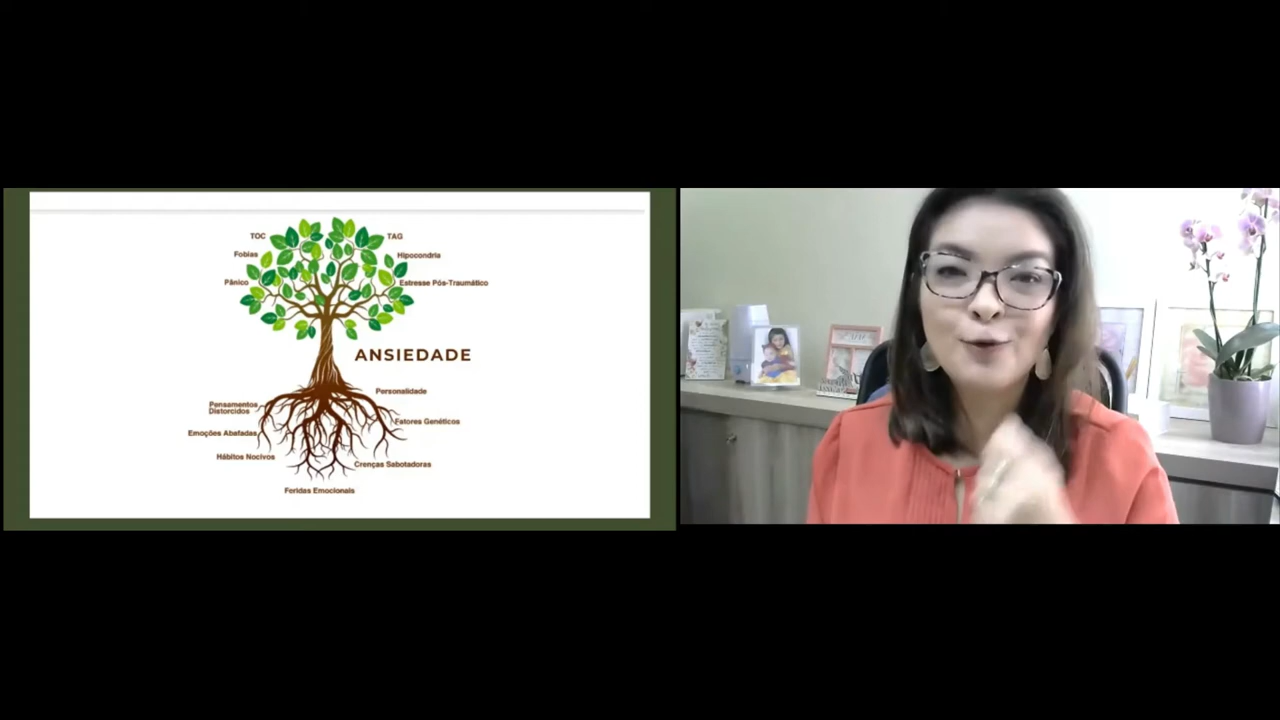 TOC
TAG
Fobias
Hipocondria
Pânico
Estresse Pós-Traumático
ANSIEDADE
Personalidade
Pensamentos
Distorcidos
Fatores Genéticos
Emoções Abafadas
Hábitos Nocivos
Crenças Sabotadoras
Feridas Emocionais